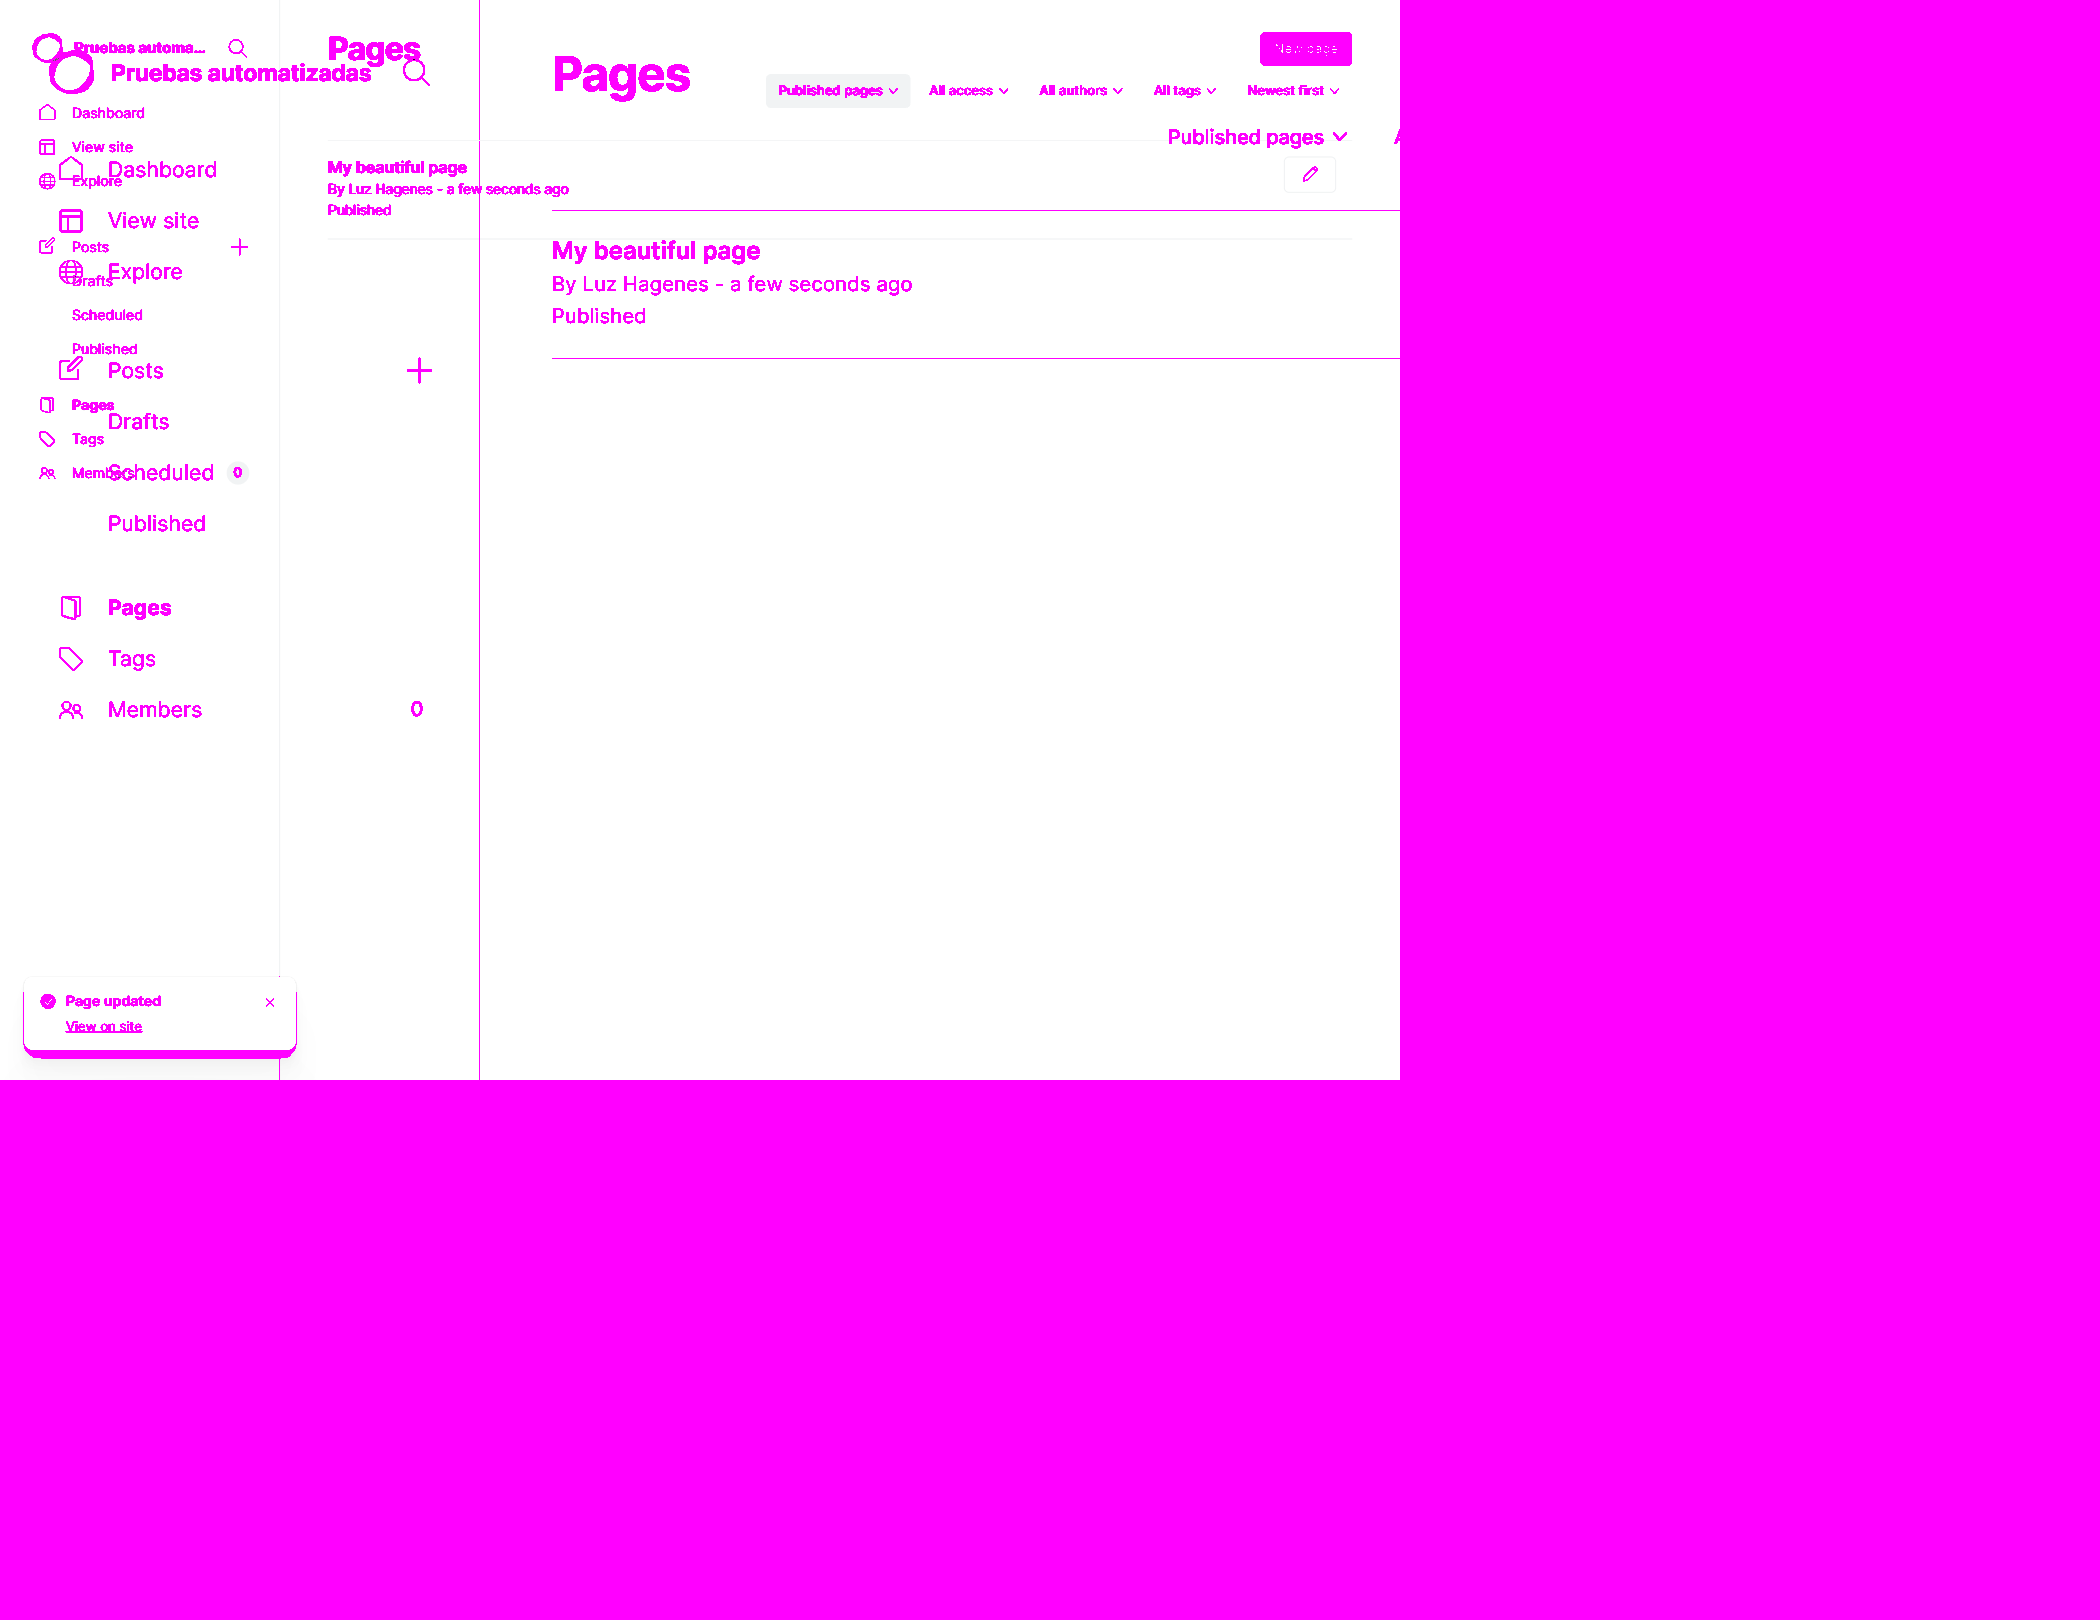 Pruebas automa...
Pruebas automatizadas
Pages
Pages
New page
Published pages
All access
All authors
All tags
Newest first
Published pages
Dashboard
View site
Explore
Posts
Drafts
Scheduled
Published
Pages
Tags
Members
0
Dashboard
View site
Explore
Posts
Drafts
Scheduled
Published
Pages
Tags
Members
0
My beautiful page
By Luz Hagenes - a few seconds ago
Published
My beautiful page
By Luz Hagenes - a few seconds ago
Published
Page updated
View on site